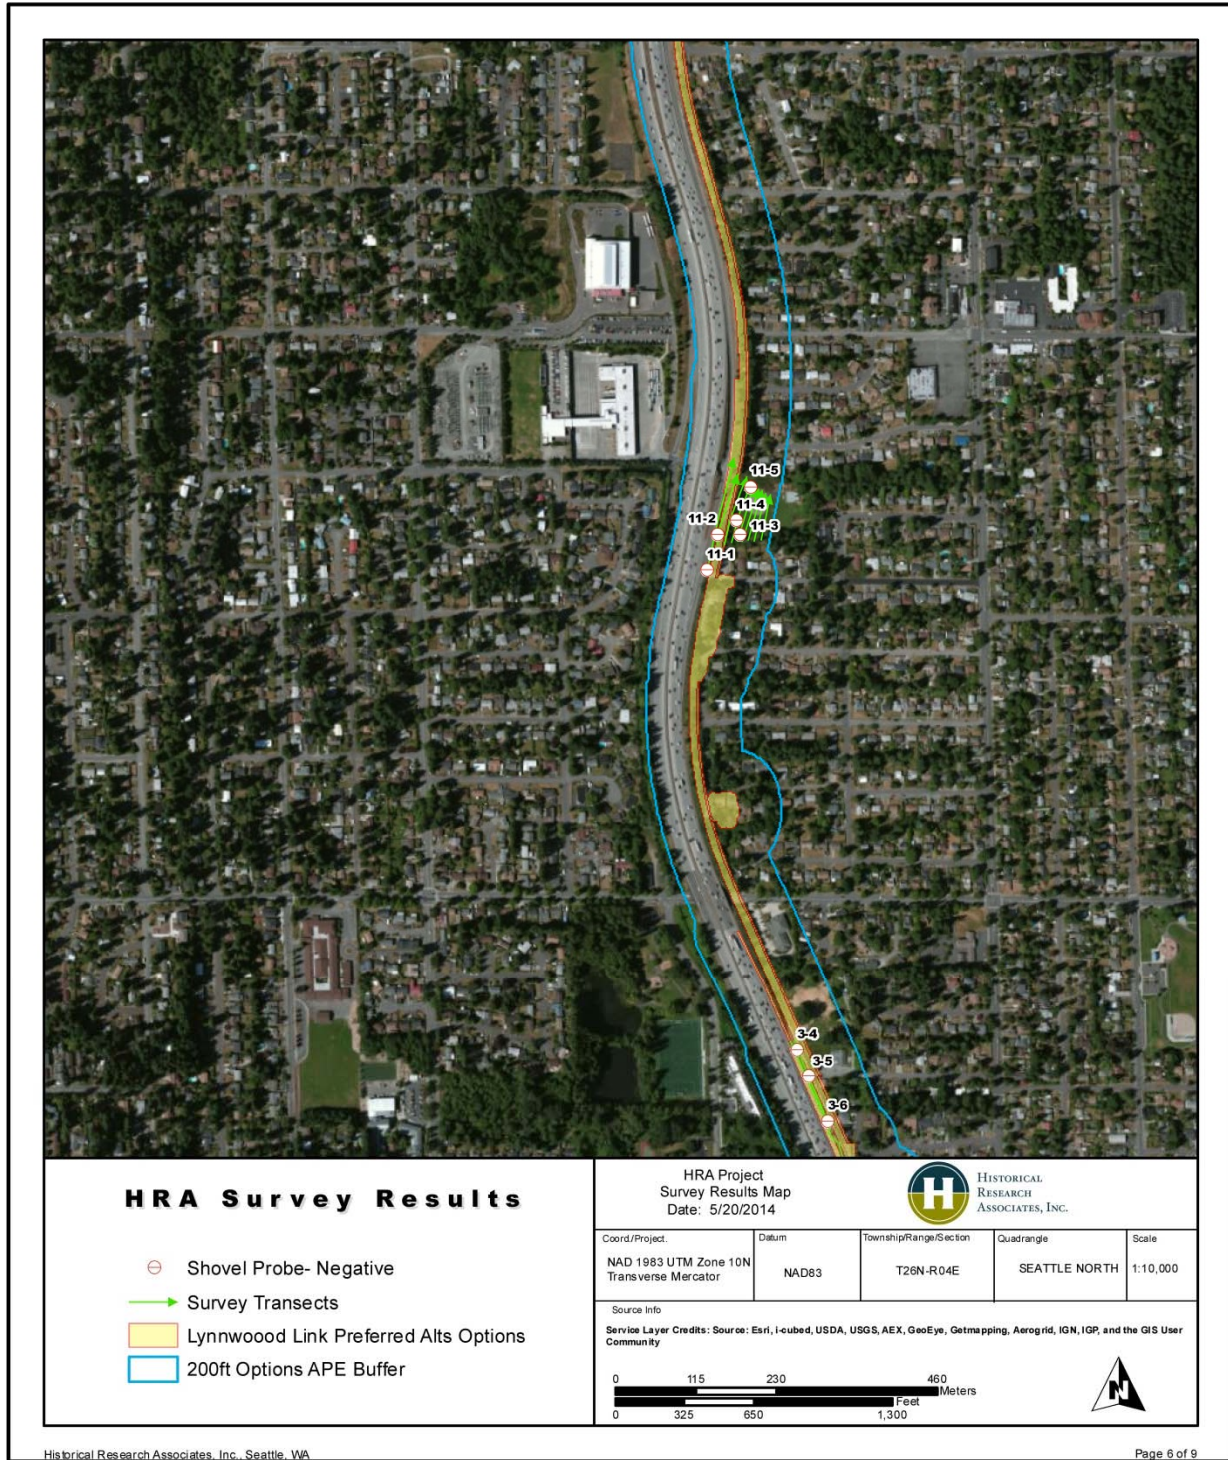 11-5
11-4
11-2
11-3
11-1
3-4
3-5
3-6
HRA Survey Results
Shovel Probe- Negative
Survey Transects
Lynnwoood Link Preferred Alts Options
200ft Options APE Buffer
HRA Project
Survey Results Map
Date: 5/20/2014
H
HISTORICAL
RESEARCH
ASSOCIATES, INC.
Coord./Project.
NAD 1983 UTM Zone 10N
Transverse Mercator
Datum
NAD83
Township/Range/Section
T26N-R04E
Quadrangle
SEATTLE NORTH
Scale
1:10,000
Source Info
Service Layer Credits: Source: Esri, i-cubed, USDA, USGS, AEX, GeoEye, Getmapping, Aerogrid, IGN, IGP, and the GIS User
Community
0 115 230 460
Meters
Feet
0 325 650 1,300
N
Historical Research Associates, Inc., Seattle, WA
Page 6 of 9